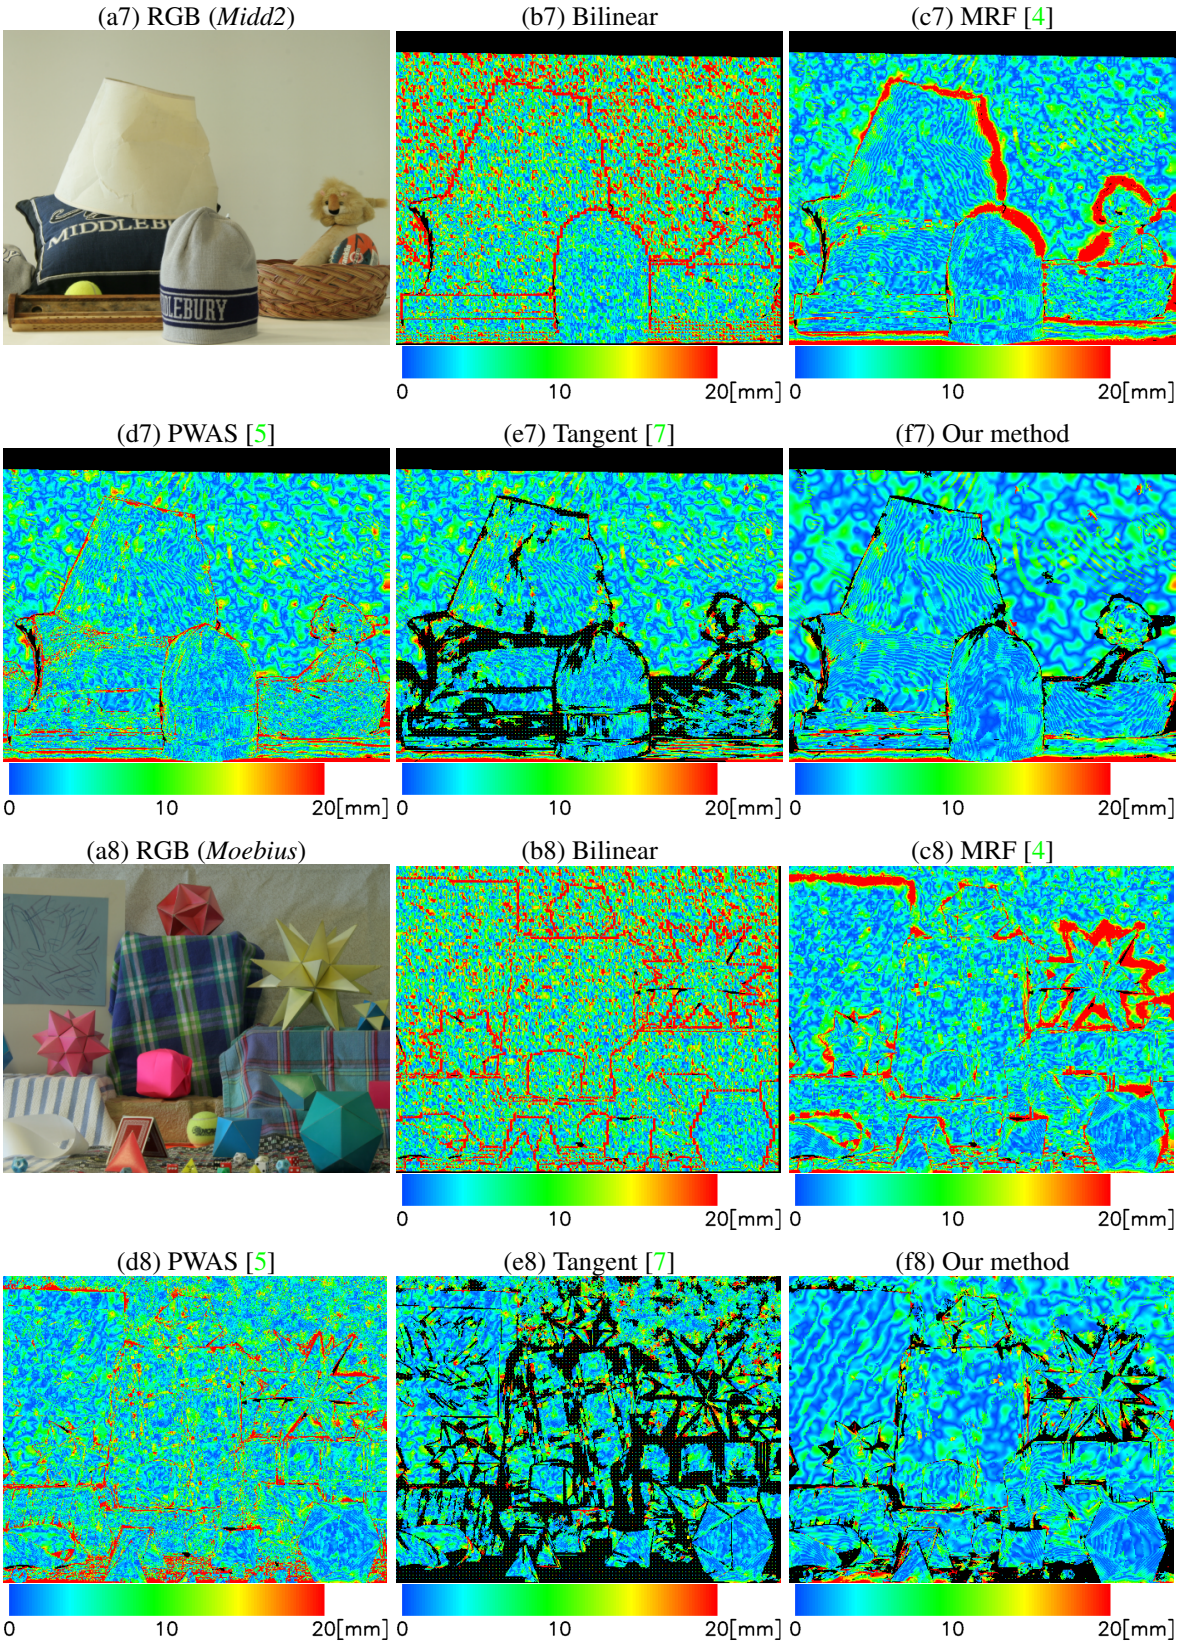 (a7) RGB (Midd2)
(b7) Bilinear
(c7) MRF [4]
MIDDLEBU
DLEBURY
0 10 20[mm]
0 10 20[mm]
(d7) PWAS [5]
(e7) Tangent [7]
(f7) Our method
0 10 20[mm]
0 10 20[mm]
0 10 20[mm]
(a8) RGB (Moebius)
(b8) Bilinear
(c8) MRF [4]
0 10 20[mm]
0 10 20[mm]
(d8) PWAS [5]
(e8) Tangent [7]
(f8) Our method
0 10 20[mm]
0 10 20[mm]
0 10 20[mm]